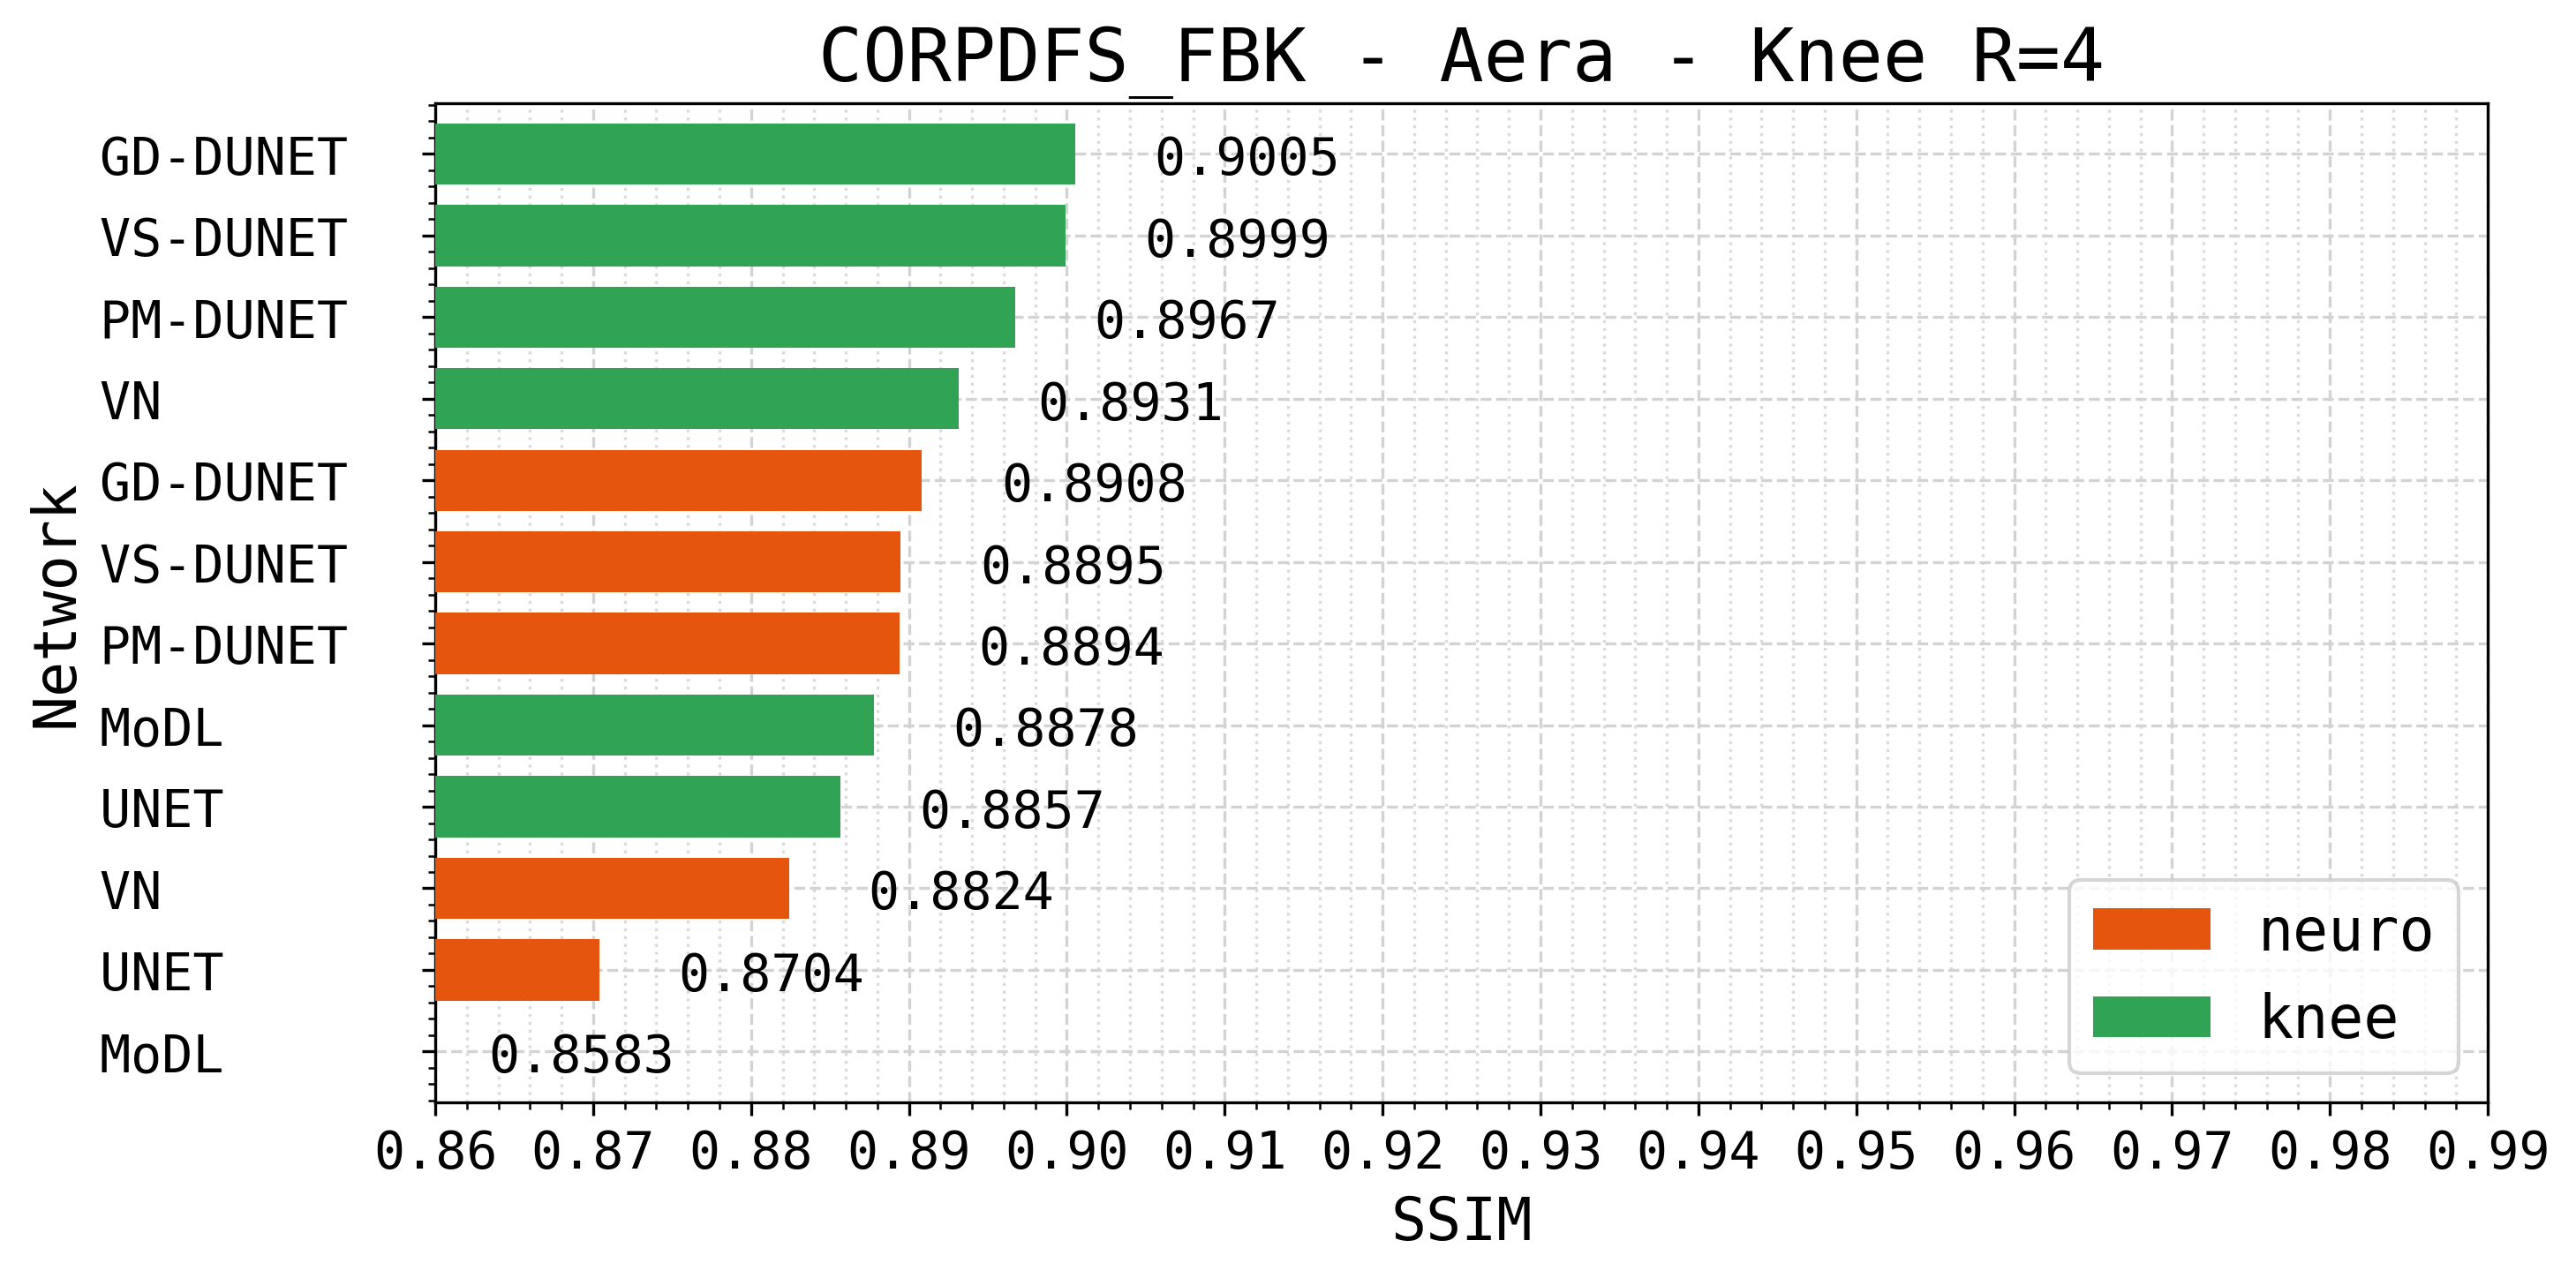 CORPDFS_FBK - Aera - Knee R=4
GD-DUNET 0.9005
VS-DUNET 0.8999
PM-DUNET 0.8967
VN 0.8931
GD-DUNET 0.8908
VS-DUNET 0.8895
PM-DUNET 0.8894
MoDL 0.8878
UNET 0.8857
VN 0.8824
UNET 0.8704
MoDL 0.8583
Network
neuro
knee
0.86 0.87 0.88 0.89 0.90 0.91 0.92 0.93 0.94 0.95 0.96 0.97 0.98 0.99
SSIM